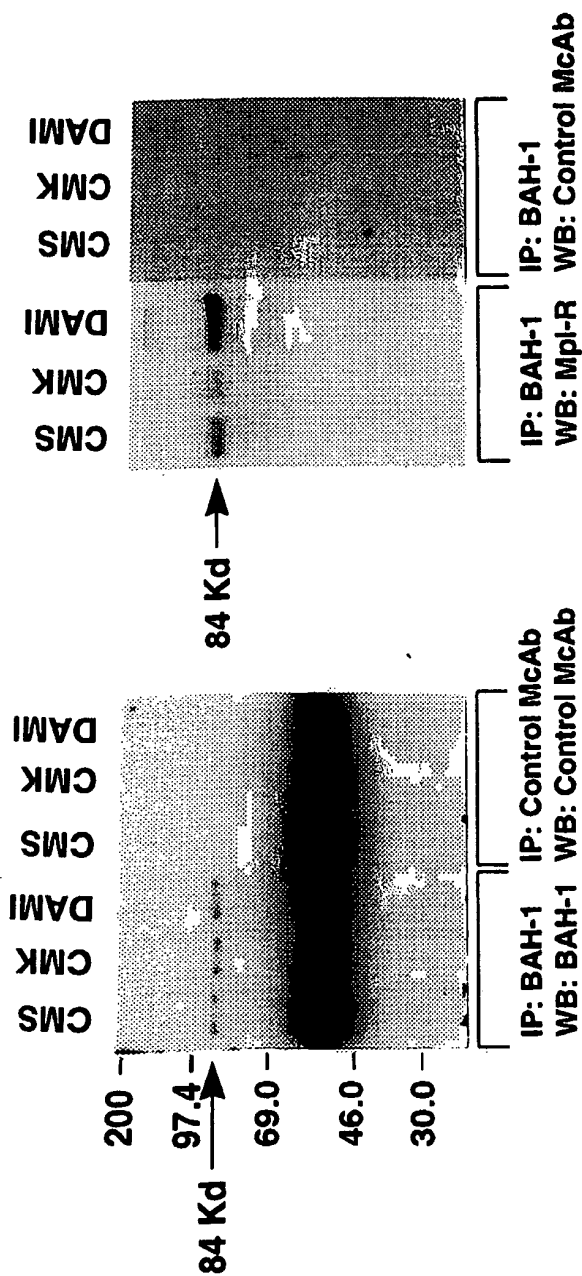 CMS CMK DAMI CMS CMK DAMI
200
97.4
84 Kd
69.0
46.0
30.0
IP: BAH-1
WB: BAH-1
IP: Control McAb
WB: Control McAb
CMS CMK DAMI CMS CMK DAMI
84 Kd
IP: BAH-1
WB: Mpl-R
IP: BAH-1
WB: Control McAb